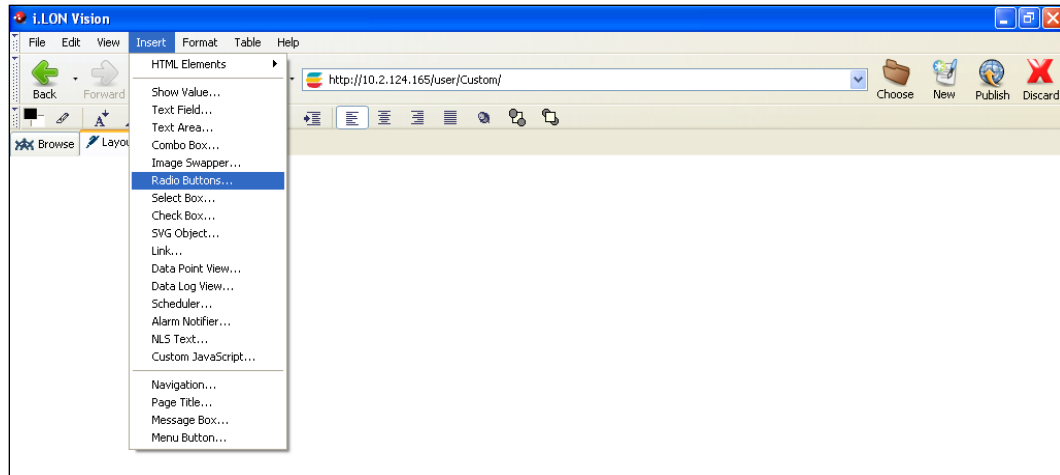 i.LON Vision
File Edit View Insert Format Table Help
Back Forward http://10.2.124.165/user/Custom/ Choose New Publish Discard
Browse Layou
HTML Elements
Show Value...
Text Field...
Text Area...
Combo Box...
Image Swapper...
Radio Buttons...
Select Box...
Check Box...
SVG Object...
Link...
Data Point View...
Data Log View...
Scheduler...
Alarm Notifier...
NLS Text...
Custom JavaScript...
Navigation...
Page Title...
Message Box...
Menu Button...